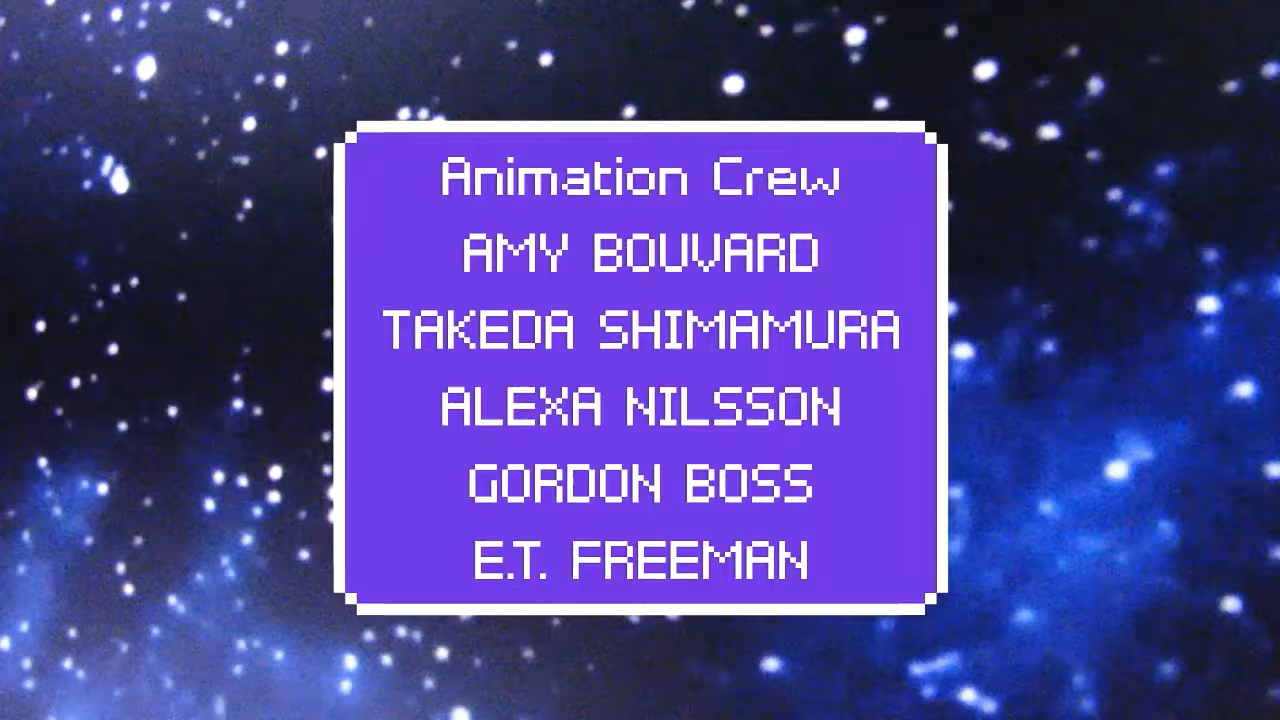 Animation Crew
AMY BOUVARD
TAKEDA SHIMAMURA
ALEXA NILSSON
GORDON BOSS
E.T. FREEMAN